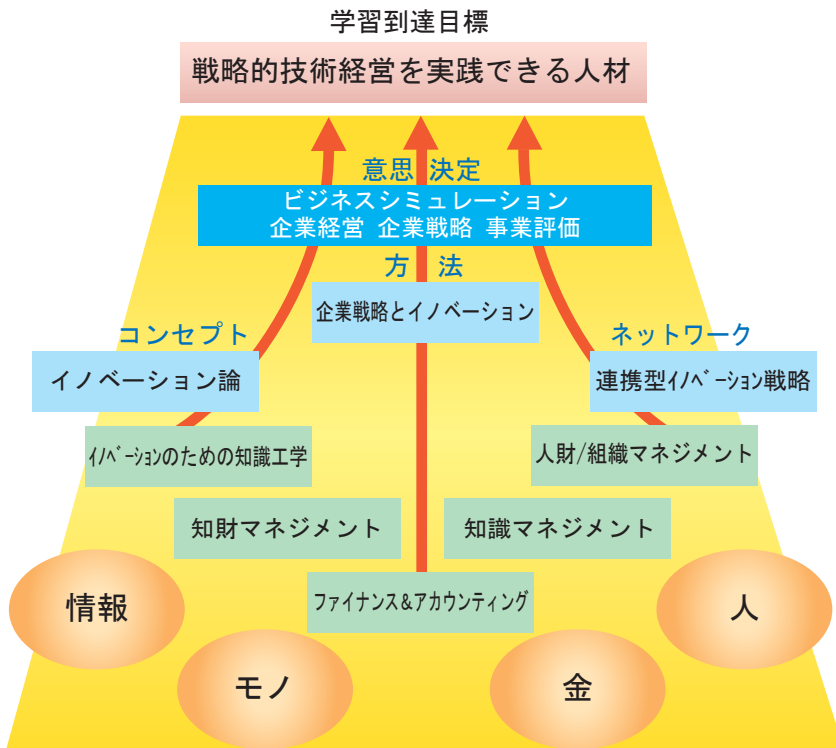 学習到達目標
戦略的技術経営を実践できる人材
意思 決定
ビジネスシミュレーション
企業経営 企業戦略 事業評価
方 法
企業戦略とイノベーション
コンセプト
ネットワーク
イノベーション論
連携型ｲﾉﾍﾞｰｼｮﾝ戦略
ｲﾉﾍﾞｰｼｮﾝのための知識工学
人財/組織マネジメント
知財マネジメント
知識マネジメント
情報
ファイナンス&アカウンティング
人
モノ
金